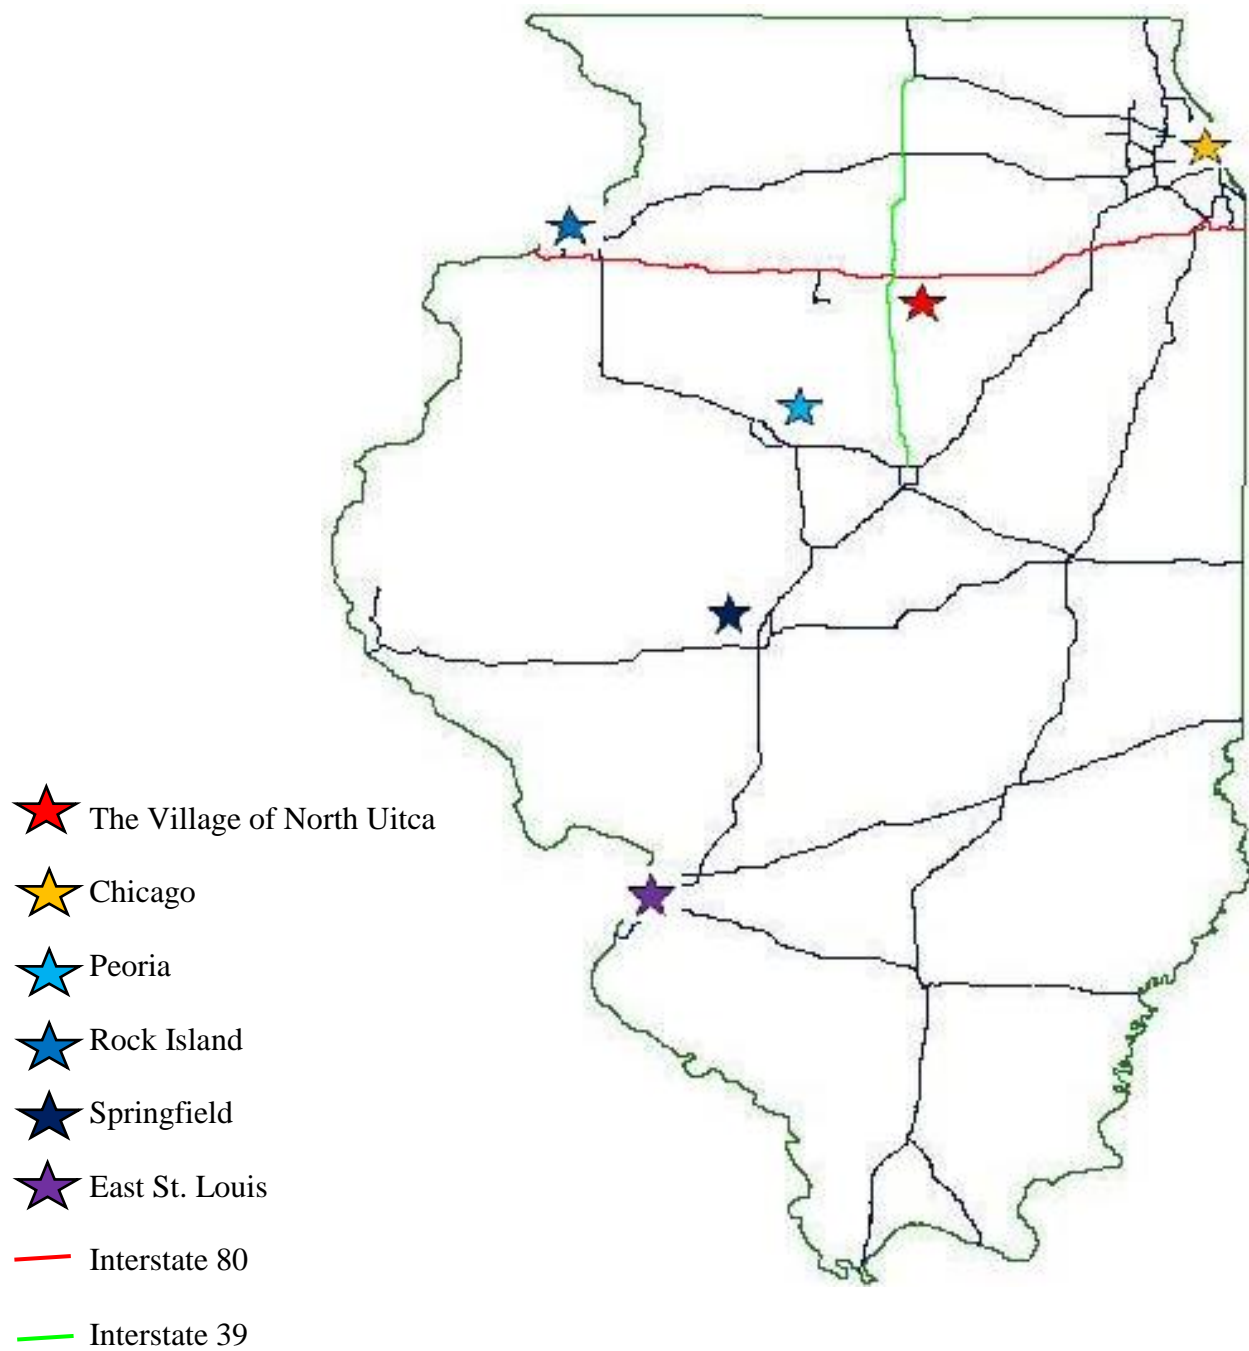 The Village of North Uitca
Chicago
Peoria
Rock Island
Springfield
East St. Louis
Interstate 80
Interstate 39